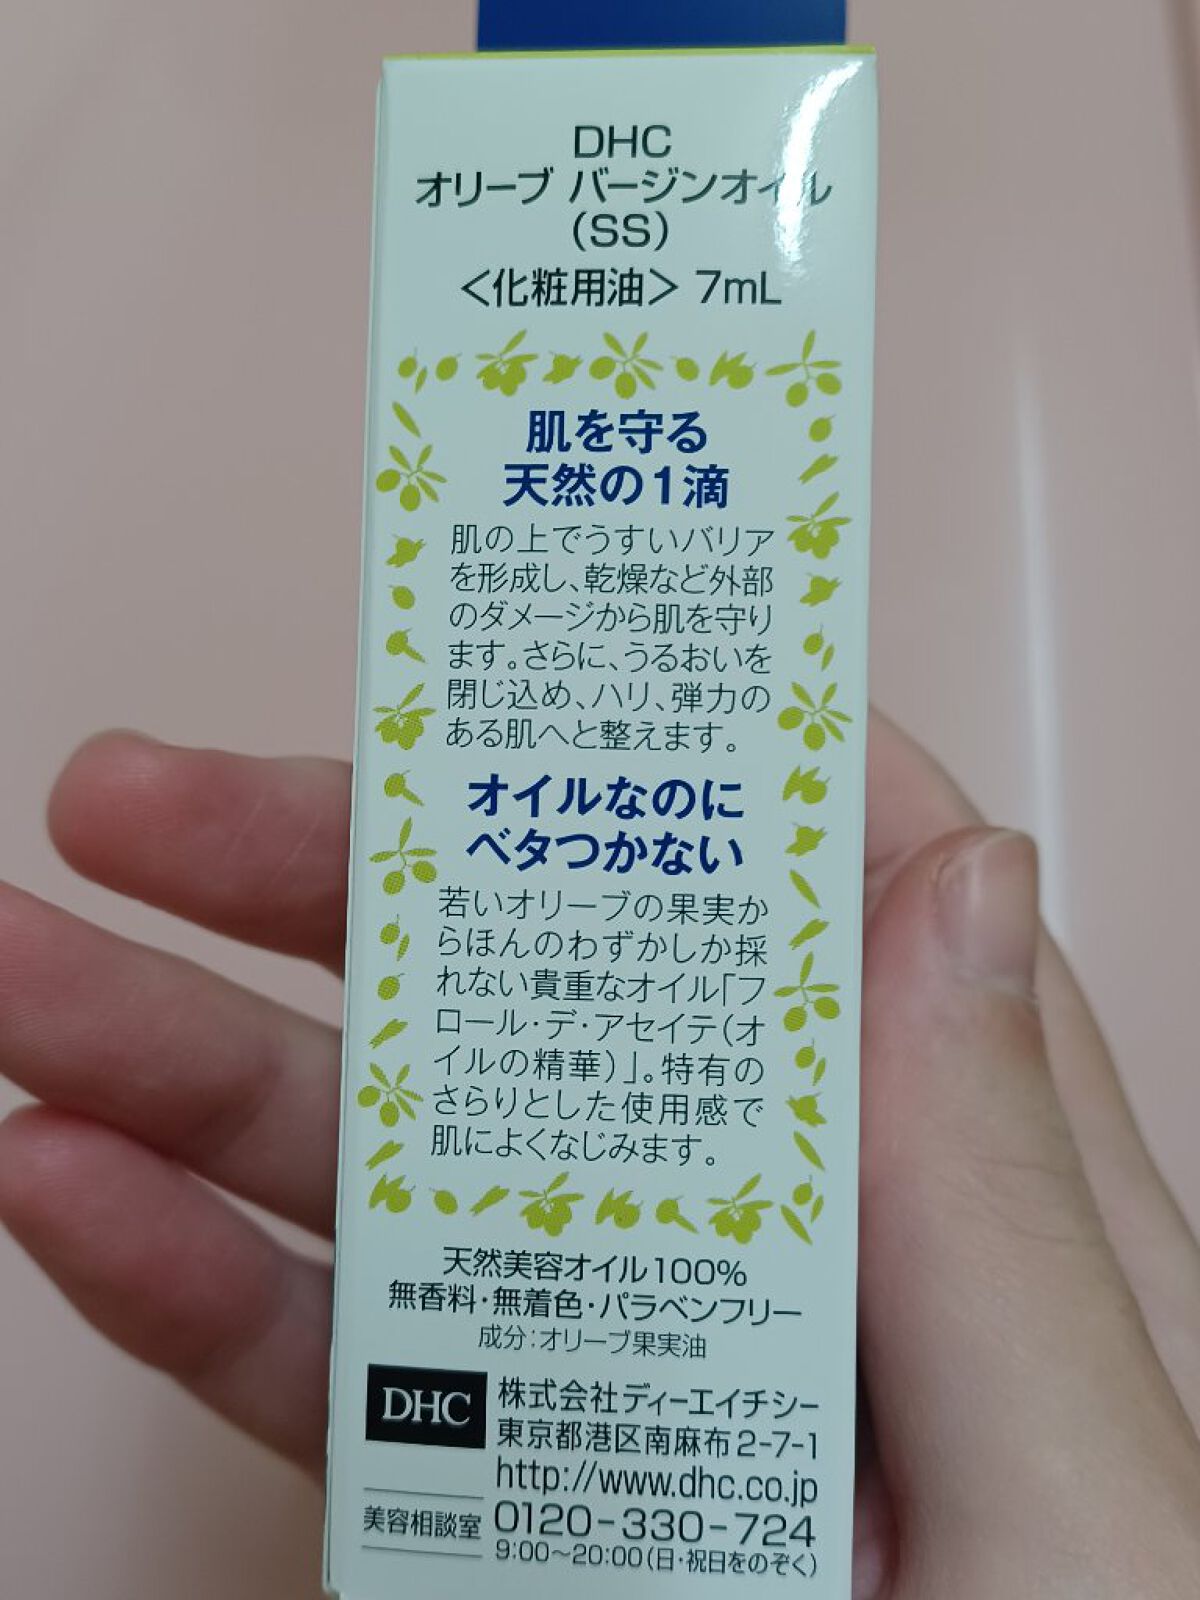 DHC
オリーブ バージンオイル
(SS)
<化粧用油> 7mL
肌を守る
天然の1滴
肌の上でうすいバリア
を形成し、乾燥など外部
のダメージから肌を守り
ます。さらに、うるおいを
閉じ込め、ハリ、弾力の
ある肌へと整えます。
オイルなのに
ベタつかない
若いオリーブの果実か
らほんのわずかしか採
れない貴重なオイル「フ
ロール・デ・アセイテ(オ
イルの精華)」。特有の
さらりとした使用感で
肌によくなじみます。
天然美容オイル100%
無香料・無着色・パラベンフリー
成分:オリーブ果実油
DHC
株式会社ディーエイチシー
東京都港区南麻布2-7-1
http://www.dhc.co.jp
美容相談室 0120-330-724
9:00〜20:00(日・祝日をのぞく)